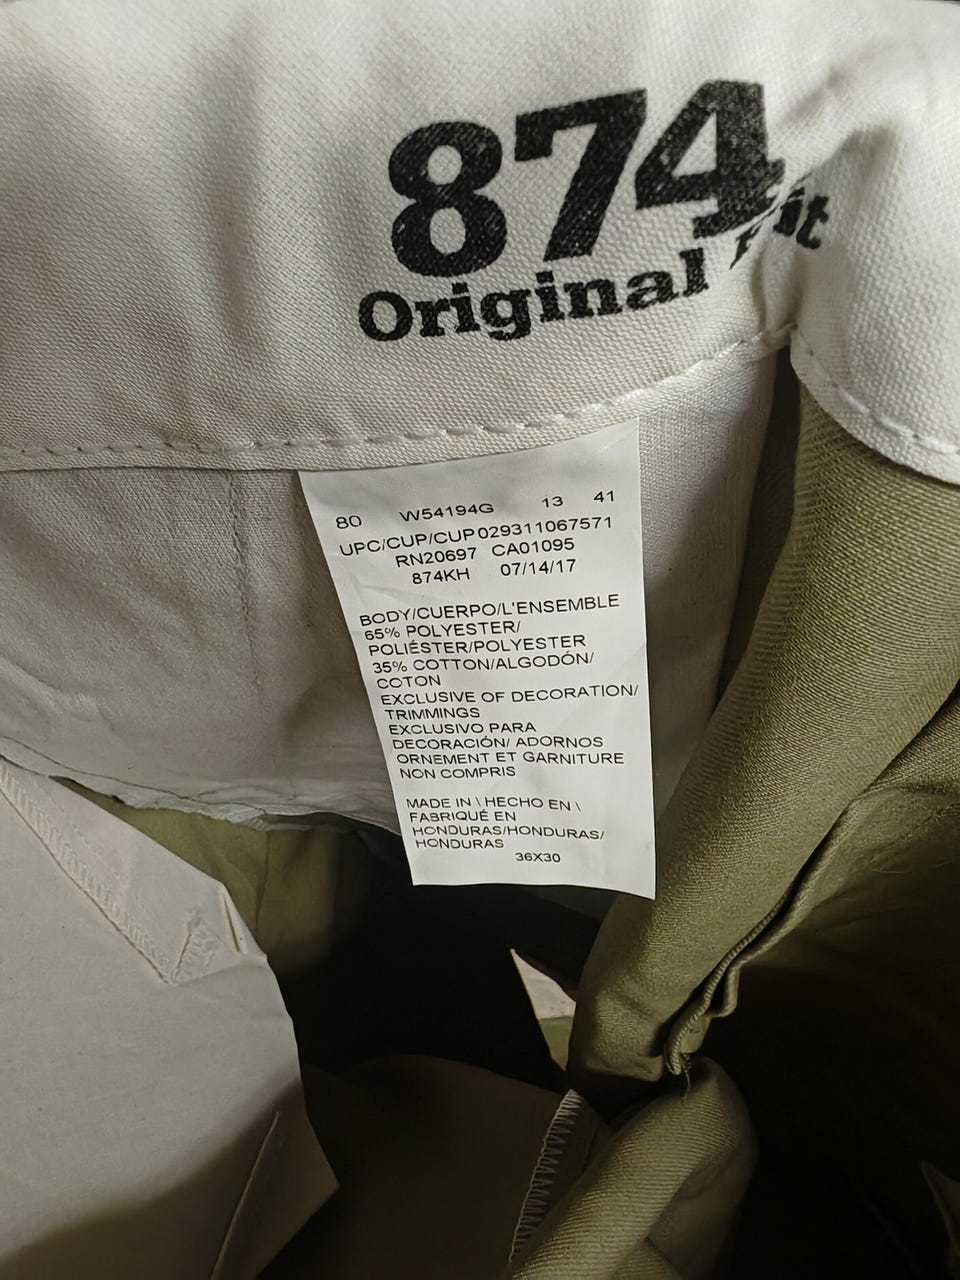 874
Original Fit
80 W54194G 13 41
UPC/CUP/CUP029311067571
RN20697 CA01095
874KH 07/14/17
BODY/CUERPO/L'ENSEMBLE
65% POLYESTER/
POLIÉSTER/POLYESTER
35% COTTON/ALGODÓN/
COTON
EXCLUSIVE OF DECORATION/
TRIMMINGS
EXCLUSIVO PARA
DECORACIÓN/ ADORNOS
ORNEMENT ET GARNITURE
NON COMPRIS
MADE IN \ HECHO EN \
FABRIQUÉ EN
HONDURAS/HONDURAS/
HONDURAS
36X30